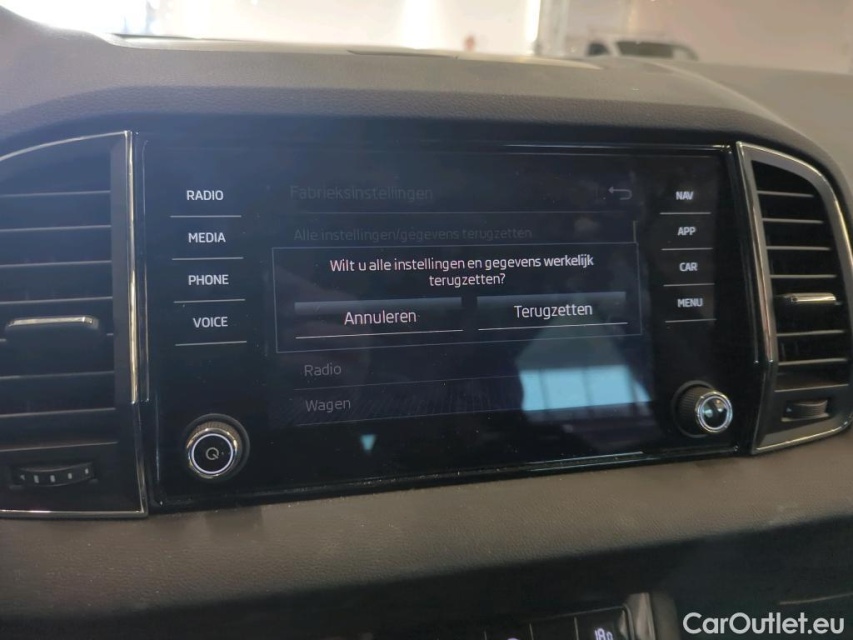 RADIO
MEDIA
PHONE
VOICE
Fabrieksinstellingen
Alle instellingen/gegevens terugzetten
Wilt u alle instellingen en gegevens werkelijk
terugzetten?
Annuleren
Terugzetten
Radio
Wagen
NAV
APP
CAR
MENU
CarOutlet.eu